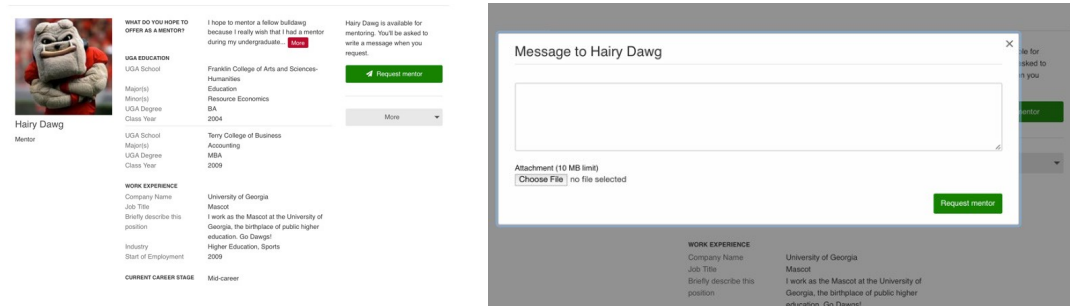 WHAT DO YOU HOPE TO
OFFER AS A MENTOR?
I hope to mentor a fellow bulldawg
because I really wish that I had a mentor
during my undergraduate... More
UGA EDUCATION
UGA School Franklin College of Arts and Sciences-
Humanities
Major(s) Education
Minor(s) Resource Economics
UGA Degree BA
Class Year 2004
UGA School Terry College of Business
Major(s) Accounting
UGA Degree MBA
Class Year 2009
WORK EXPERIENCE
Company Name University of Georgia
Job Title Mascot
Briefly describe this
position
I work as the Mascot at the University of
Georgia, the birthplace of public higher
education. Go Dawgs!
Industry Higher Education, Sports
Start of Employment 2009
CURRENT CAREER STAGE Mid-career
Hairy Dawg
Mentor
Hairy Dawg is available for
mentoring. You'll be asked to
write a message when you
request.
Request mentor
More
Message to Hairy Dawg
×
Attachment (10 MB limit)
Choose File no file selected
Request mentor
ble for
sked to
n you
mentor
WORK EXPERIENCE
Company Name University of Georgia
Job Title Mascot
Briefly describe this
position
I work as the Mascot at the University of
Georgia, the birthplace of public higher
education. Go Dawgs!